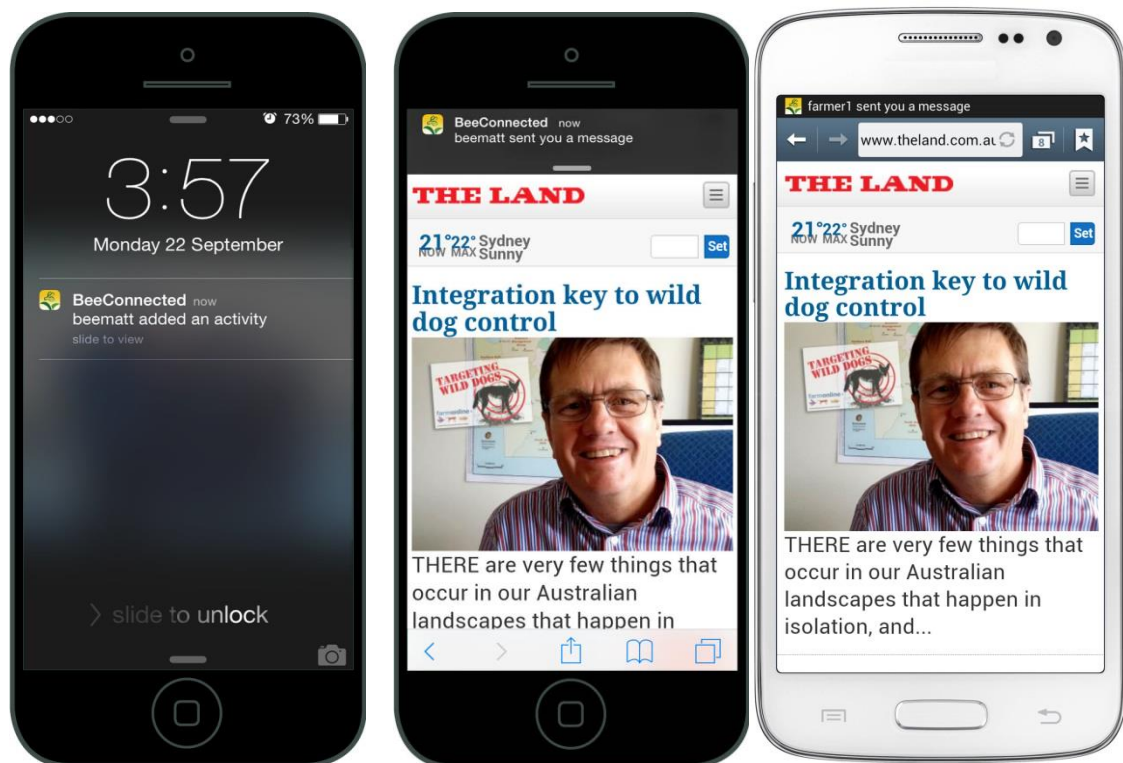 73%
3:57
Monday 22 September
BeeConnected now
beematt added an activity
slide to view
slide to unlock
BeeConnected now
beematt sent you a message
THE LAND
21° 22° Sydney
NOW MAX Sunny
Set
Integration key to wild
dog control
TARGETING
WILD DOGS
THERE are very few things that
occur in our Australian
landscapes that happen in
farmer1 sent you a message
www.theland.com.au
8
THE LAND
21° 22° Sydney
NOW MAX Sunny
Set
Integration key to wild
dog control
TARGETING
WILD DOGS
THERE are very few things that
occur in our Australian
landscapes that happen in
isolation, and...